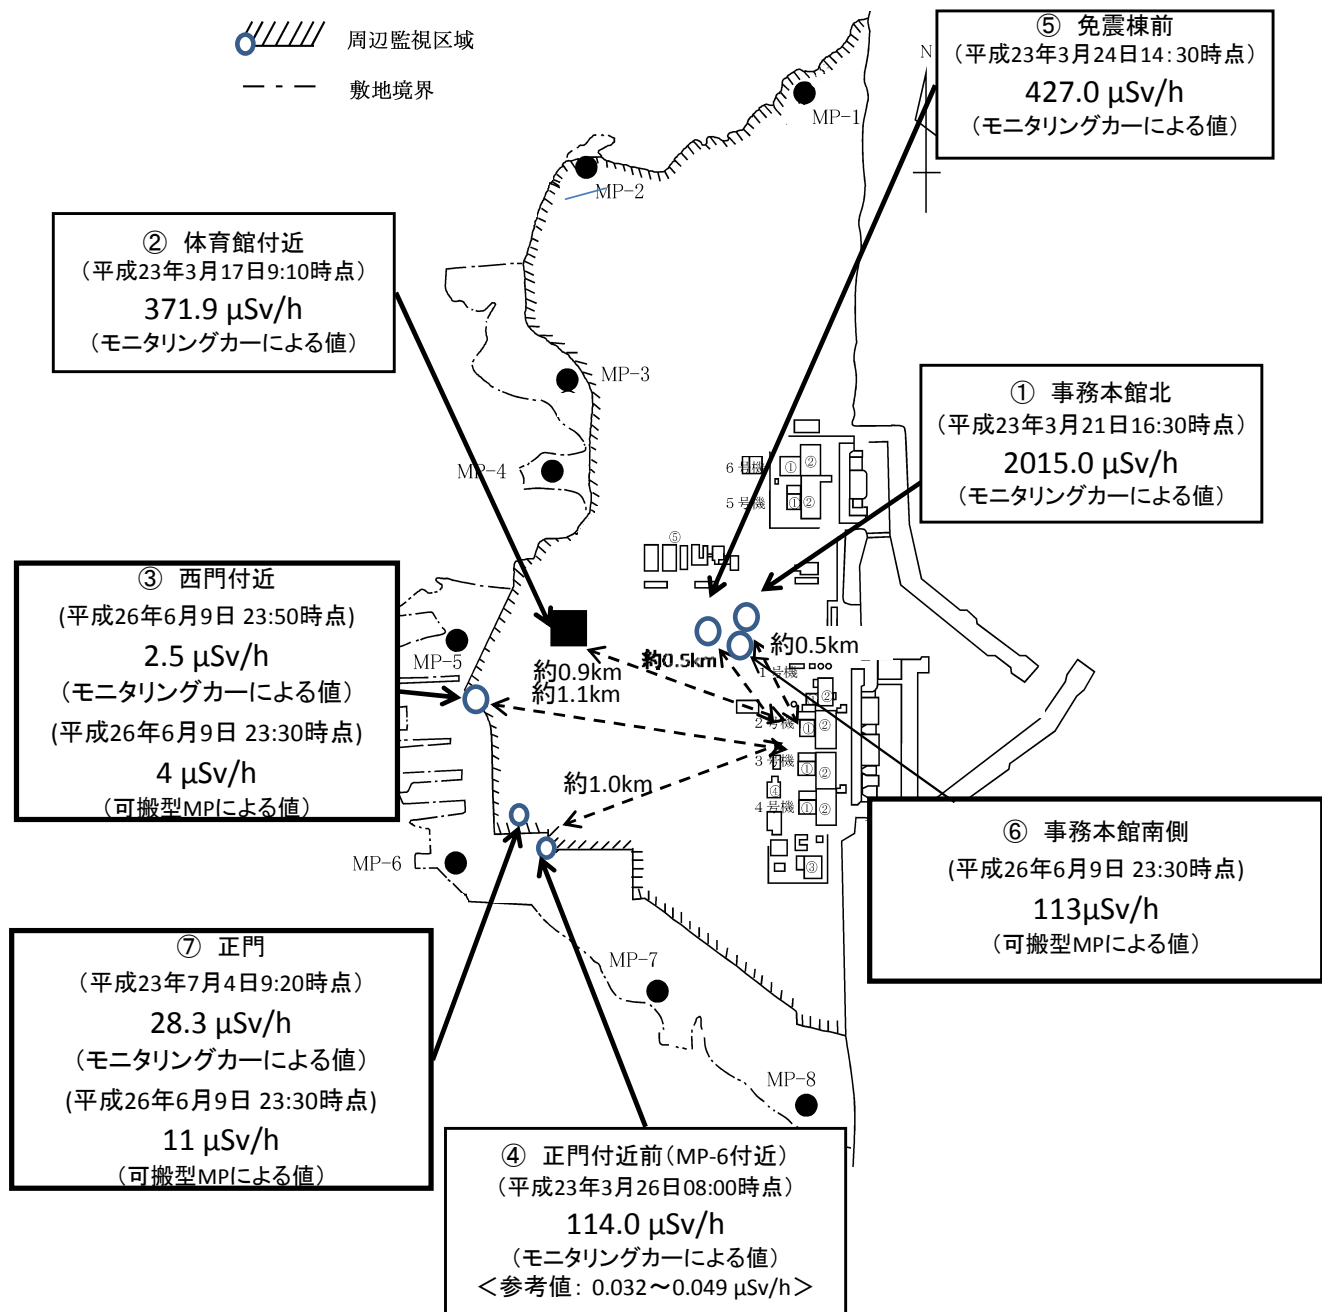 周辺監視区域
敷地境界
⑤ 免震棟前
(平成23年3月24日14:30時点)
427.0 μSv/h
(モニタリングカーによる値)
N
MP-1
MP-2
② 体育館付近
(平成23年3月17日9:10時点)
371.9 μSv/h
(モニタリングカーによる値)
MP-3
① 事務本館北
(平成23年3月21日16:30時点)
2015.0 μSv/h
(モニタリングカーによる値)
MP-4
6号機
① ②
5号機
① ②
⑤
③ 西門付近
(平成26年6月9日 23:50時点)
2.5 μSv/h
(モニタリングカーによる値)
(平成26年6月9日 23:30時点)
4 μSv/h
(可搬型MPによる値)
MP-5
約0.5km
約0.5km
約0.9km
約1.1km
1号機
②
2号機
① ②
3号機
① ②
約1.0km
④
4号機
① ②
③
MP-6
⑥ 事務本館南側
(平成26年6月9日 23:30時点)
113μSv/h
(可搬型MPによる値)
⑦ 正門
(平成23年7月4日9:20時点)
28.3 μSv/h
(モニタリングカーによる値)
(平成26年6月9日 23:30時点)
11 μSv/h
(可搬型MPによる値)
MP-7
MP-8
④ 正門付近前(MP-6付近)
(平成23年3月26日08:00時点)
114.0 μSv/h
(モニタリングカーによる値)
<参考値: 0.032~0.049 μSv/h>